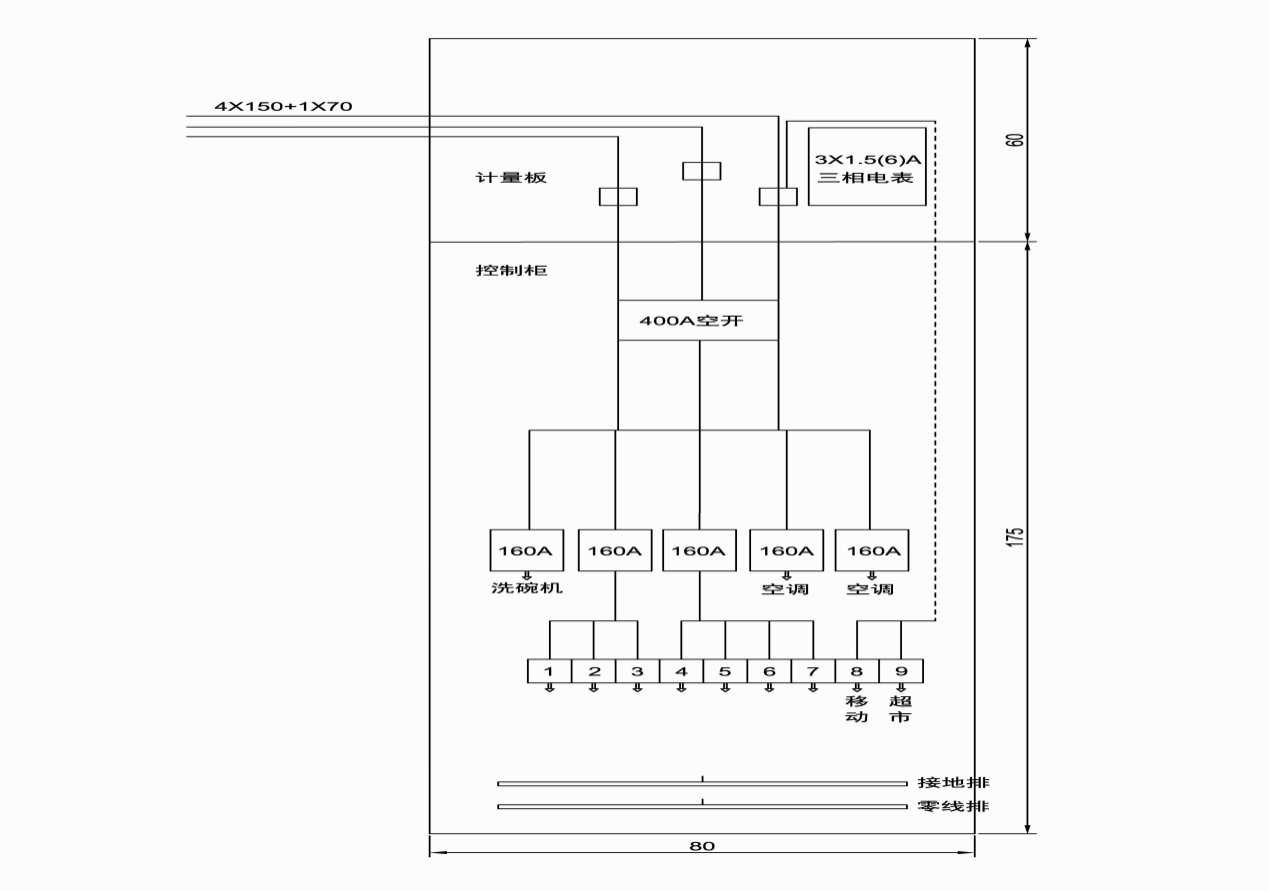 4X150+1X70
60
3X1.5(6)A
三相电表
计量板
控制柜
400A空开
175
160A
160A
160A
160A
160A
洗碗机
空调
空调
1
2
3
4
5
6
7
8
9
移动
超市
接地排
零线排
80